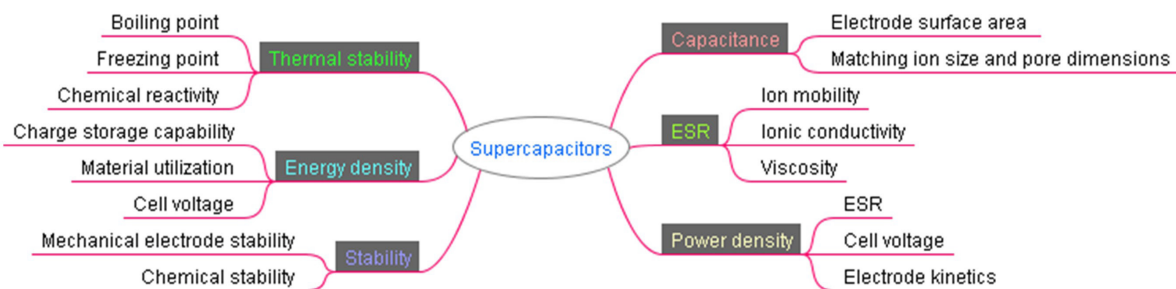 Boiling point
Freezing point
Chemical reactivity
Thermal stability
Charge storage capability
Material utilization
Cell voltage
Energy density
Mechanical electrode stability
Chemical stability
Stability
Supercapacitors
Capacitance
Electrode surface area
Matching ion size and pore dimensions
ESR
Ion mobility
Ionic conductivity
Viscosity
Power density
ESR
Cell voltage
Electrode kinetics